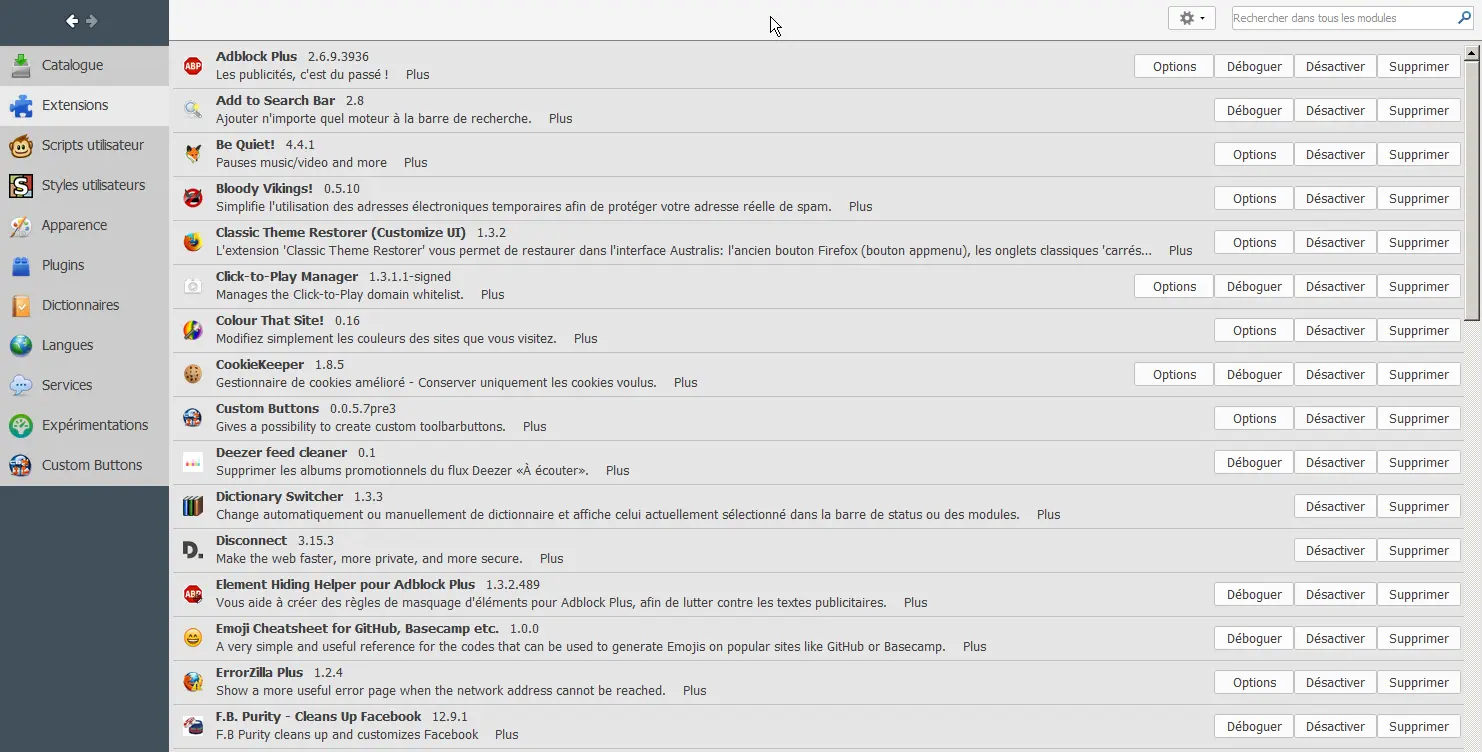 Rechercher dans tous les modules
Catalogue
Extensions
Scripts utilisateur
Styles utilisateurs
Apparence
Plugins
Dictionnaires
Langues
Services
Expérimentations
Custom Buttons
Adblock Plus 2.6.9.3936
Les publicités, c'est du passé ! Plus
Options Déboguer Désactiver Supprimer
Add to Search Bar 2.8
Ajouter n'importe quel moteur à la barre de recherche. Plus
Déboguer Désactiver Supprimer
Be Quiet! 4.4.1
Pauses music/video and more Plus
Options Désactiver Supprimer
Bloody Vikings! 0.5.10
Simplifie l'utilisation des adresses électroniques temporaires afin de protéger votre adresse réelle de spam. Plus
Options Désactiver Supprimer
Classic Theme Restorer (Customize UI) 1.3.2
L'extension 'Classic Theme Restorer' vous permet de restaurer dans l'interface Australis: l'ancien bouton Firefox (bouton appmenu), les onglets classiques 'carrés... Plus
Options Désactiver Supprimer
Click-to-Play Manager 1.3.1.1-signed
Manages the Click-to-Play domain whitelist. Plus
Options Déboguer Désactiver Supprimer
Colour That Site! 0.16
Modifiez simplement les couleurs des sites que vous visitez. Plus
Options Désactiver Supprimer
CookieKeeper 1.8.5
Gestionnaire de cookies amélioré - Conserver uniquement les cookies voulus. Plus
Options Déboguer Désactiver Supprimer
Custom Buttons 0.0.5.7pre3
Gives a possibility to create custom toolbarbuttons. Plus
Options Désactiver Supprimer
Deezer feed cleaner 0.1
Supprimer les albums promotionnels du flux Deezer «À écouter». Plus
Déboguer Désactiver Supprimer
Dictionary Switcher 1.3.3
Change automatiquement ou manuellement de dictionnaire et affiche celui actuellement sélectionné dans la barre de status ou des modules. Plus
Désactiver Supprimer
Disconnect 3.15.3
Make the web faster, more private, and more secure. Plus
Désactiver Supprimer
Element Hiding Helper pour Adblock Plus 1.3.2.489
Vous aide à créer des règles de masquage d'éléments pour Adblock Plus, afin de lutter contre les textes publicitaires. Plus
Déboguer Désactiver Supprimer
Emoji Cheatsheet for GitHub, Basecamp etc. 1.0.0
A very simple and useful reference for the codes that can be used to generate Emojis on popular sites like GitHub or Basecamp. Plus
Déboguer Désactiver Supprimer
ErrorZilla Plus 1.2.4
Show a more useful error page when the network address cannot be reached. Plus
Options Désactiver Supprimer
F.B. Purity - Cleans Up Facebook 12.9.1
F.B Purity cleans up and customizes Facebook Plus
Déboguer Désactiver Supprimer